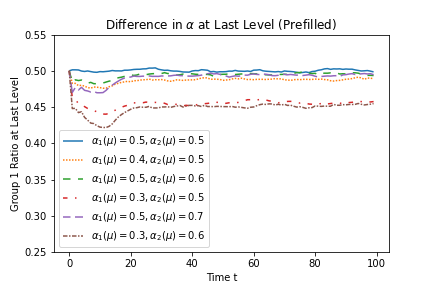 Difference in α at Last Level (Prefilled)
0.55
0.50
0.45
0.40
0.35
0.30
0.25
Group 1 Ratio at Last Level
α₁(μ) = 0.5, α₂(μ) = 0.5
α₁(μ) = 0.4, α₂(μ) = 0.5
α₁(μ) = 0.5, α₂(μ) = 0.6
α₁(μ) = 0.3, α₂(μ) = 0.5
α₁(μ) = 0.5, α₂(μ) = 0.7
α₁(μ) = 0.3, α₂(μ) = 0.6
0 20 40 60 80 100
Time t